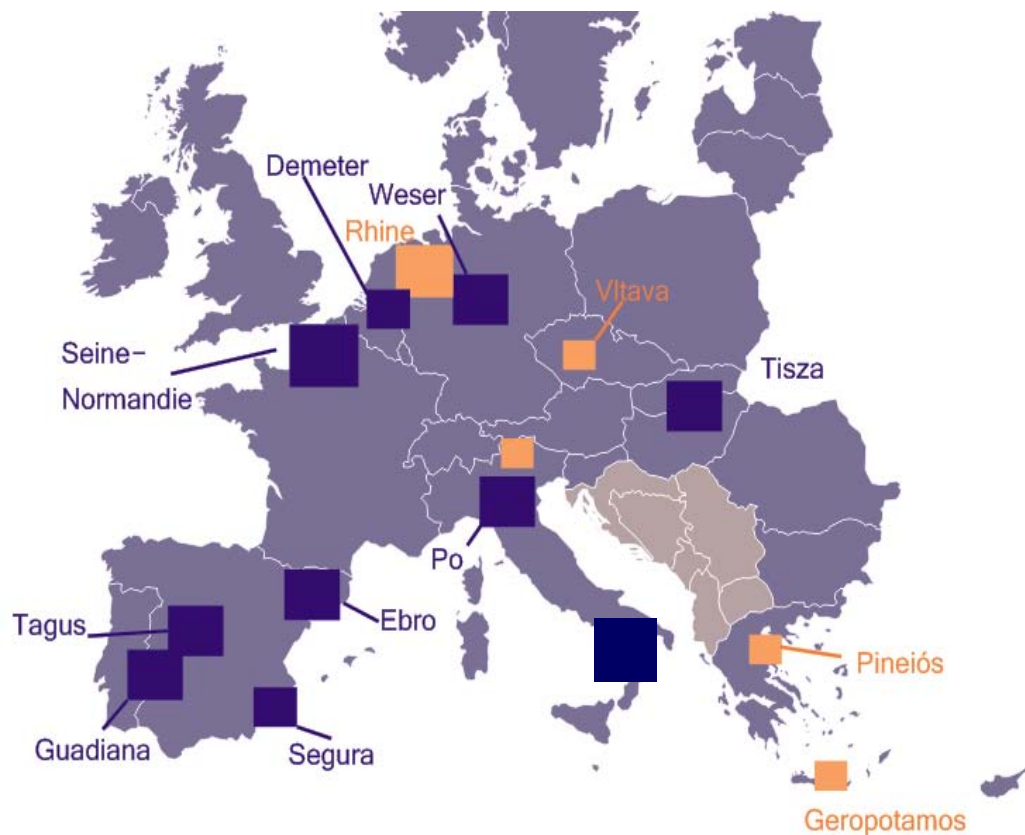 Demeter
Weser
Rhine
Vltava
Seine-
Normandie
Tisza
Po
Tagus
Ebro
Pineiós
Guadiana
Segura
Geropotamos